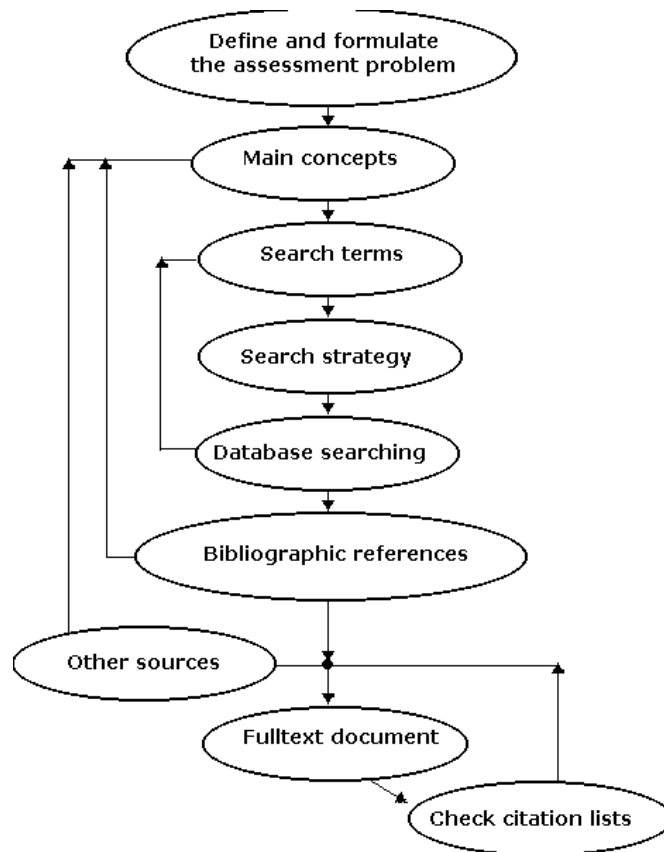 Define and formulate
the assessment problem
Main concepts
Search terms
Search strategy
Database searching
Bibliographic references
Other sources
Fulltext document
Check citation lists